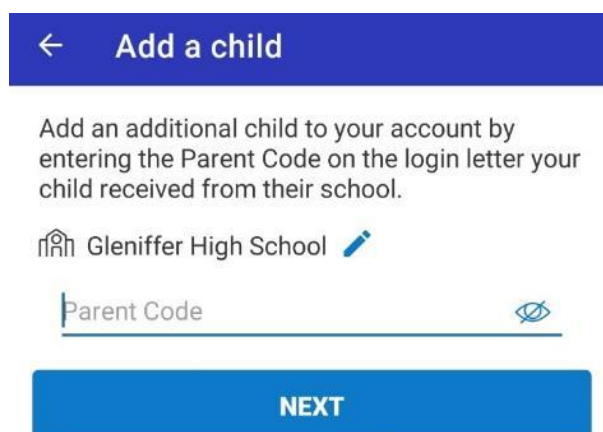 Add a child
Add an additional child to your account by
entering the Parent Code on the login letter your
child received from their school.
Gleniffer High School
Parent Code
NEXT